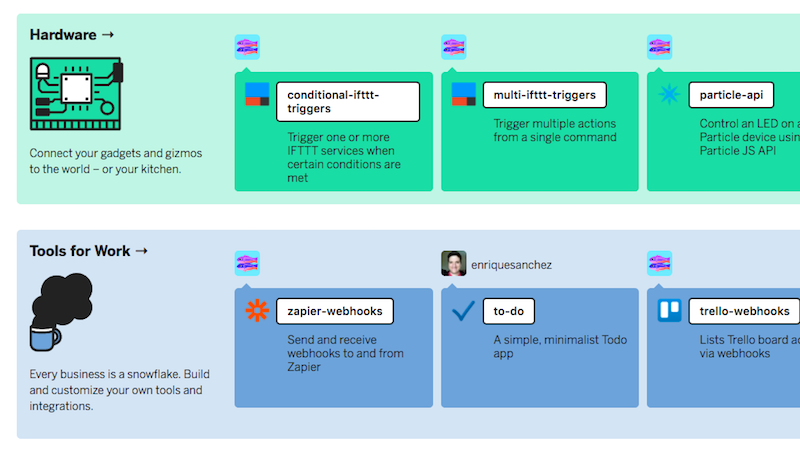 Hardware →
Connect your gadgets and gizmos
to the world – or your kitchen.
conditional-ifttt-
triggers
Trigger one or more
IFTTT services when
certain conditions are
met
multi-ifttt-triggers
Trigger multiple actions
from a single command
particle-api
Control an LED on a
Particle device usin
Particle JS API
Tools for Work →
Every business is a snowflake. Build
and customize your own tools and
integrations.
zapier-webhooks
Send and receive
webhooks to and from
Zapier
enriquesanchez
to-do
A simple, minimalist Todo
app
trello-webhooks
Lists Trello board ac
via webhooks